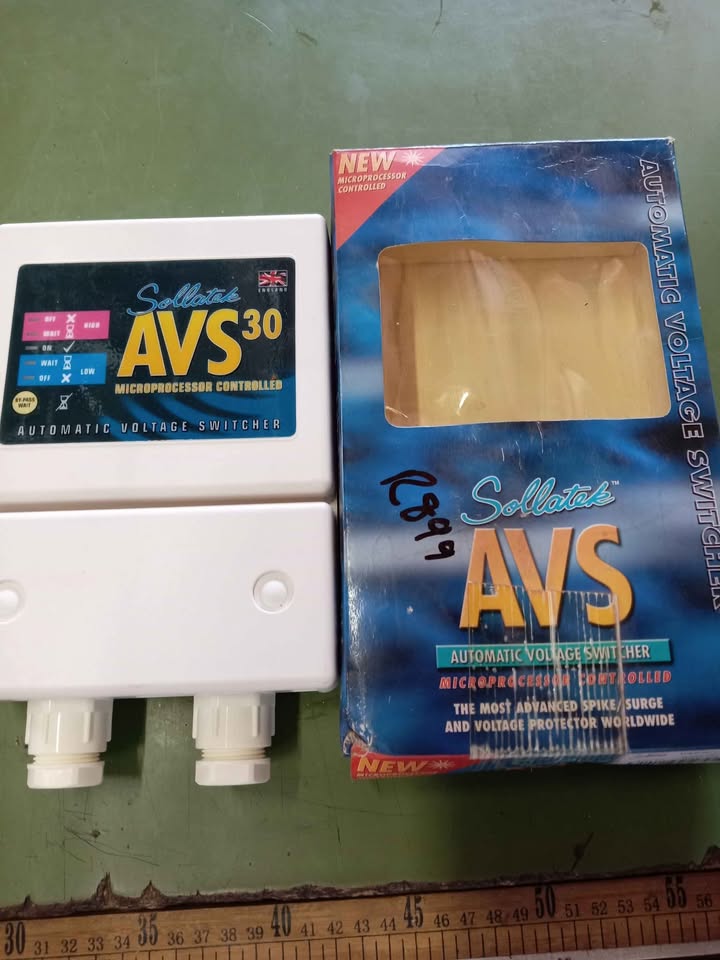 Sollatek
ENGLAND
AVS30
OFF
WAIT
HIGH
ON
WAIT
OFF
LOW
BY-PASS
WAIT
MICROPROCESSOR CONTROLLED
AUTOMATIC VOLTAGE SWITCHER
NEW
MICROPROCESSOR
CONTROLLED
AUTOMATIC VOLTAGE SWITCHER
R899
Sollatek™
AVS
AUTOMATIC VOLTAGE SWITCHER
MICROPROCESSOR CONTROLLED
THE MOST ADVANCED SPIKE/SURGE
AND VOLTAGE PROTECTOR WORLDWIDE
NEW
30 31 32 33 34 35 36 37 38 39 40 41 42 43 44 45 46 47 48 49 50 51 52 53 54 55 56